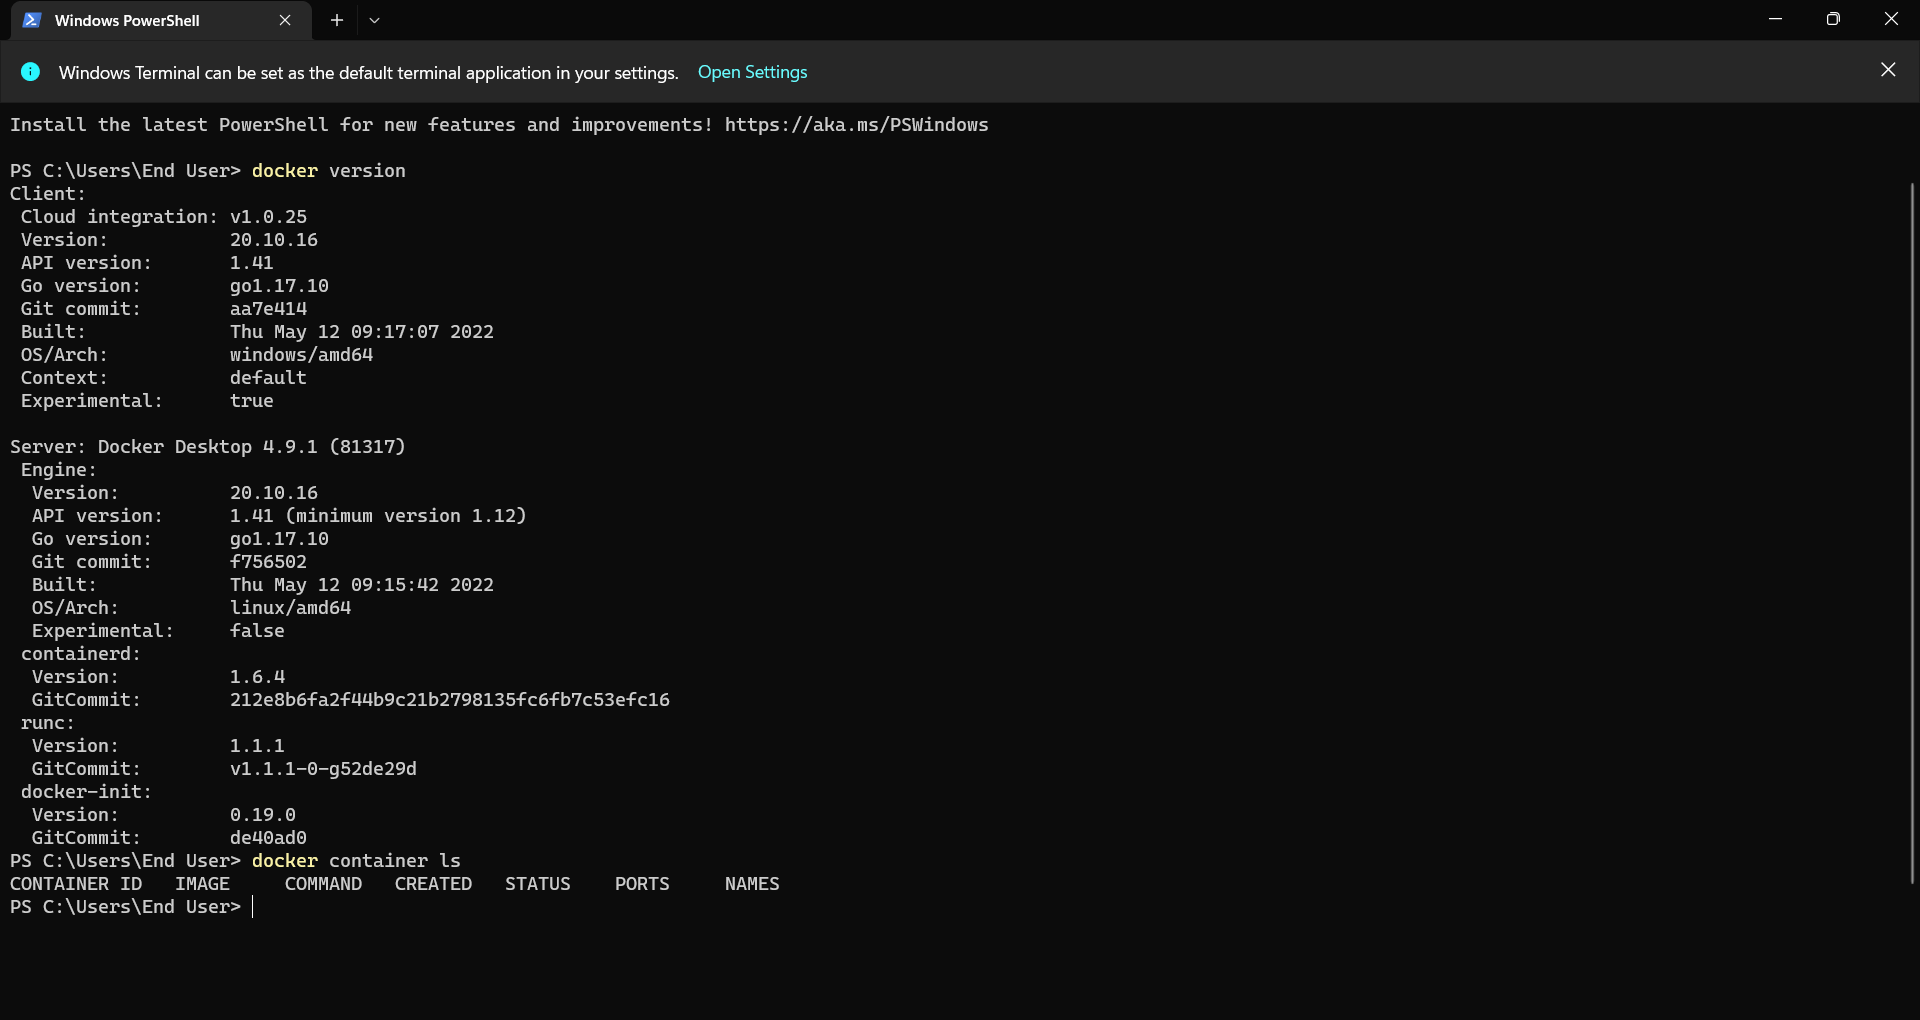 Windows PowerShell
Windows Terminal can be set as the default terminal application in your settings. Open Settings
Install the latest PowerShell for new features and improvements! https://aka.ms/PSWindows
PS C:\Users\End User> docker version
Client:
 Cloud integration: v1.0.25
 Version:           20.10.16
 API version:       1.41
 Go version:        go1.17.10
 Git commit:        aa7e414
 Built:             Thu May 12 09:17:07 2022
 OS/Arch:           windows/amd64
 Context:           default
 Experimental:      true
Server: Docker Desktop 4.9.1 (81317)
 Engine:
  Version:          20.10.16
  API version:      1.41 (minimum version 1.12)
  Go version:       go1.17.10
  Git commit:       f756502
  Built:            Thu May 12 09:15:42 2022
  OS/Arch:          linux/amd64
  Experimental:     false
 containerd:
  Version:          1.6.4
  GitCommit:        212e8b6fa2f44b9c21b2798135fc6fb7c53efc16
 runc:
  Version:          1.1.1
  GitCommit:        v1.1.1-0-g52de29d
 docker-init:
  Version:          0.19.0
  GitCommit:        de40ad0
PS C:\Users\End User> docker container ls
CONTAINER ID   IMAGE     COMMAND   CREATED   STATUS    PORTS     NAMES
PS C:\Users\End User>